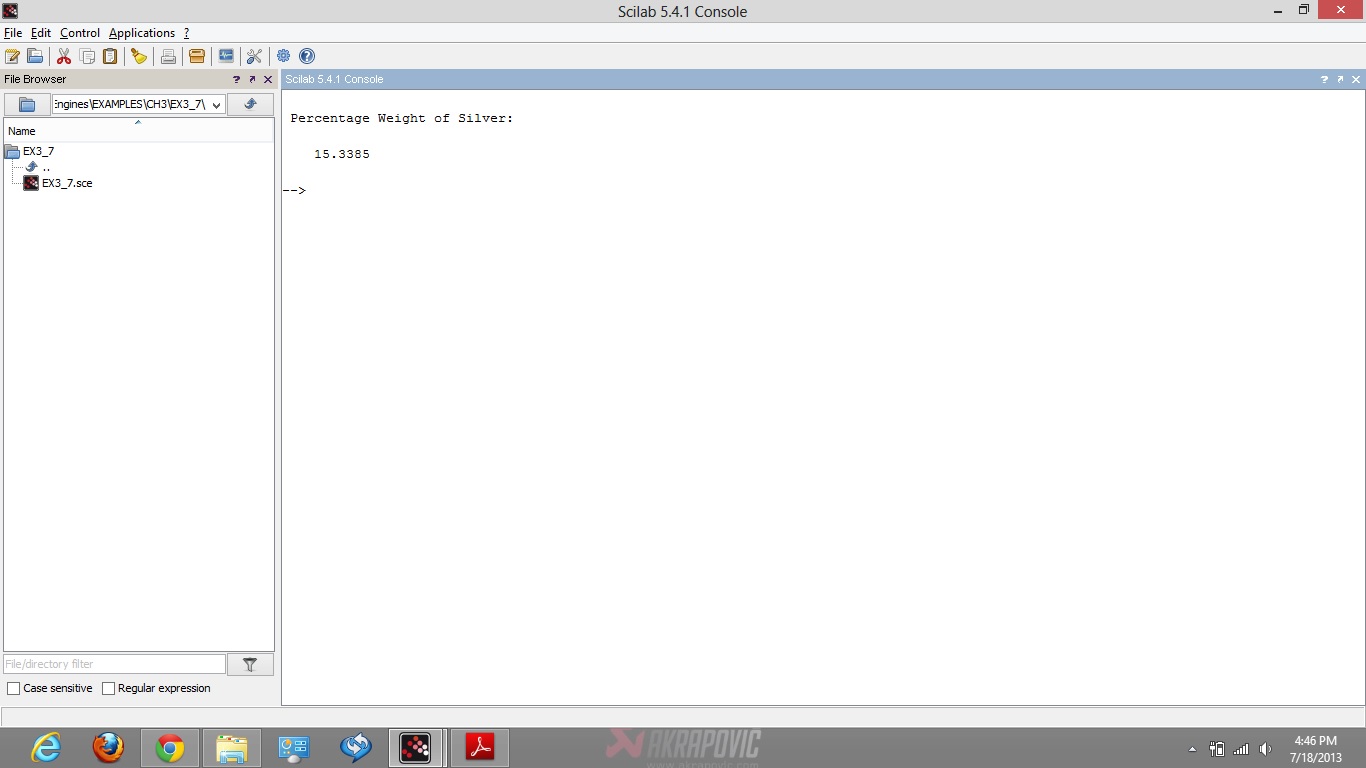 Scilab 5.4.1 Console
File Edit Control Applications ?
File Browser
Scilab 5.4.1 Console
:ngines\EXAMPLES\CH3\EX3_7\
Name
EX3_7
..
EX3_7.sce
Percentage Weight of Silver:
15.3385
-->
File/directory filter
Case sensitive Regular expression
AKRAPOVIC
www.akrapovic.com
4:46 PM
7/18/2013